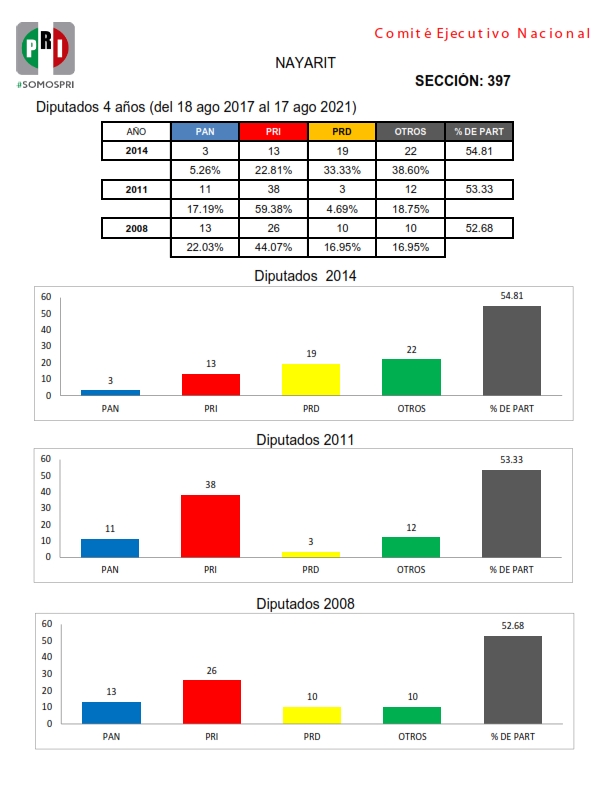 Comité Ejecutivo Nacional
PRI
#SOMOSPRI
NAYARIT
SECCIÓN: 397
Diputados 4 años (del 18 ago 2017 al 17 ago 2021)
AÑO PAN PRI PRD OTROS % DE PART
2014 3 13 19 22 54.81
5.26% 22.81% 33.33% 38.60%
2011 11 38 3 12 53.33
17.19% 59.38% 4.69% 18.75%
2008 13 26 10 10 52.68
22.03% 44.07% 16.95% 16.95%
Diputados 2014
60
50
40
30
20
10
0
3
13
19
22
54.81
PAN PRI PRD OTROS % DE PART
Diputados 2011
60
50
40
30
20
10
0
11
38
3
12
53.33
PAN PRI PRD OTROS % DE PART
Diputados 2008
60
50
40
30
20
10
0
13
26
10
10
52.68
PAN PRI PRD OTROS % DE PART